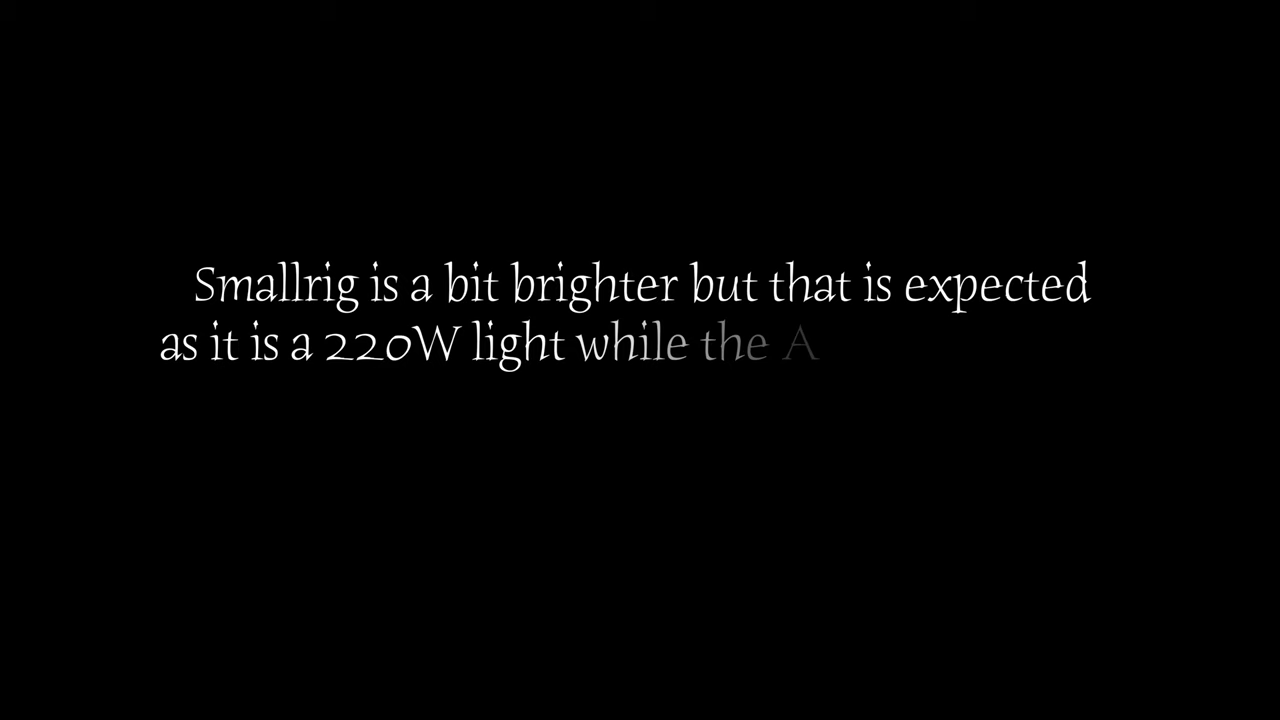 Smallrig is a bit brighter but that is expected
as it is a 220W light while the A